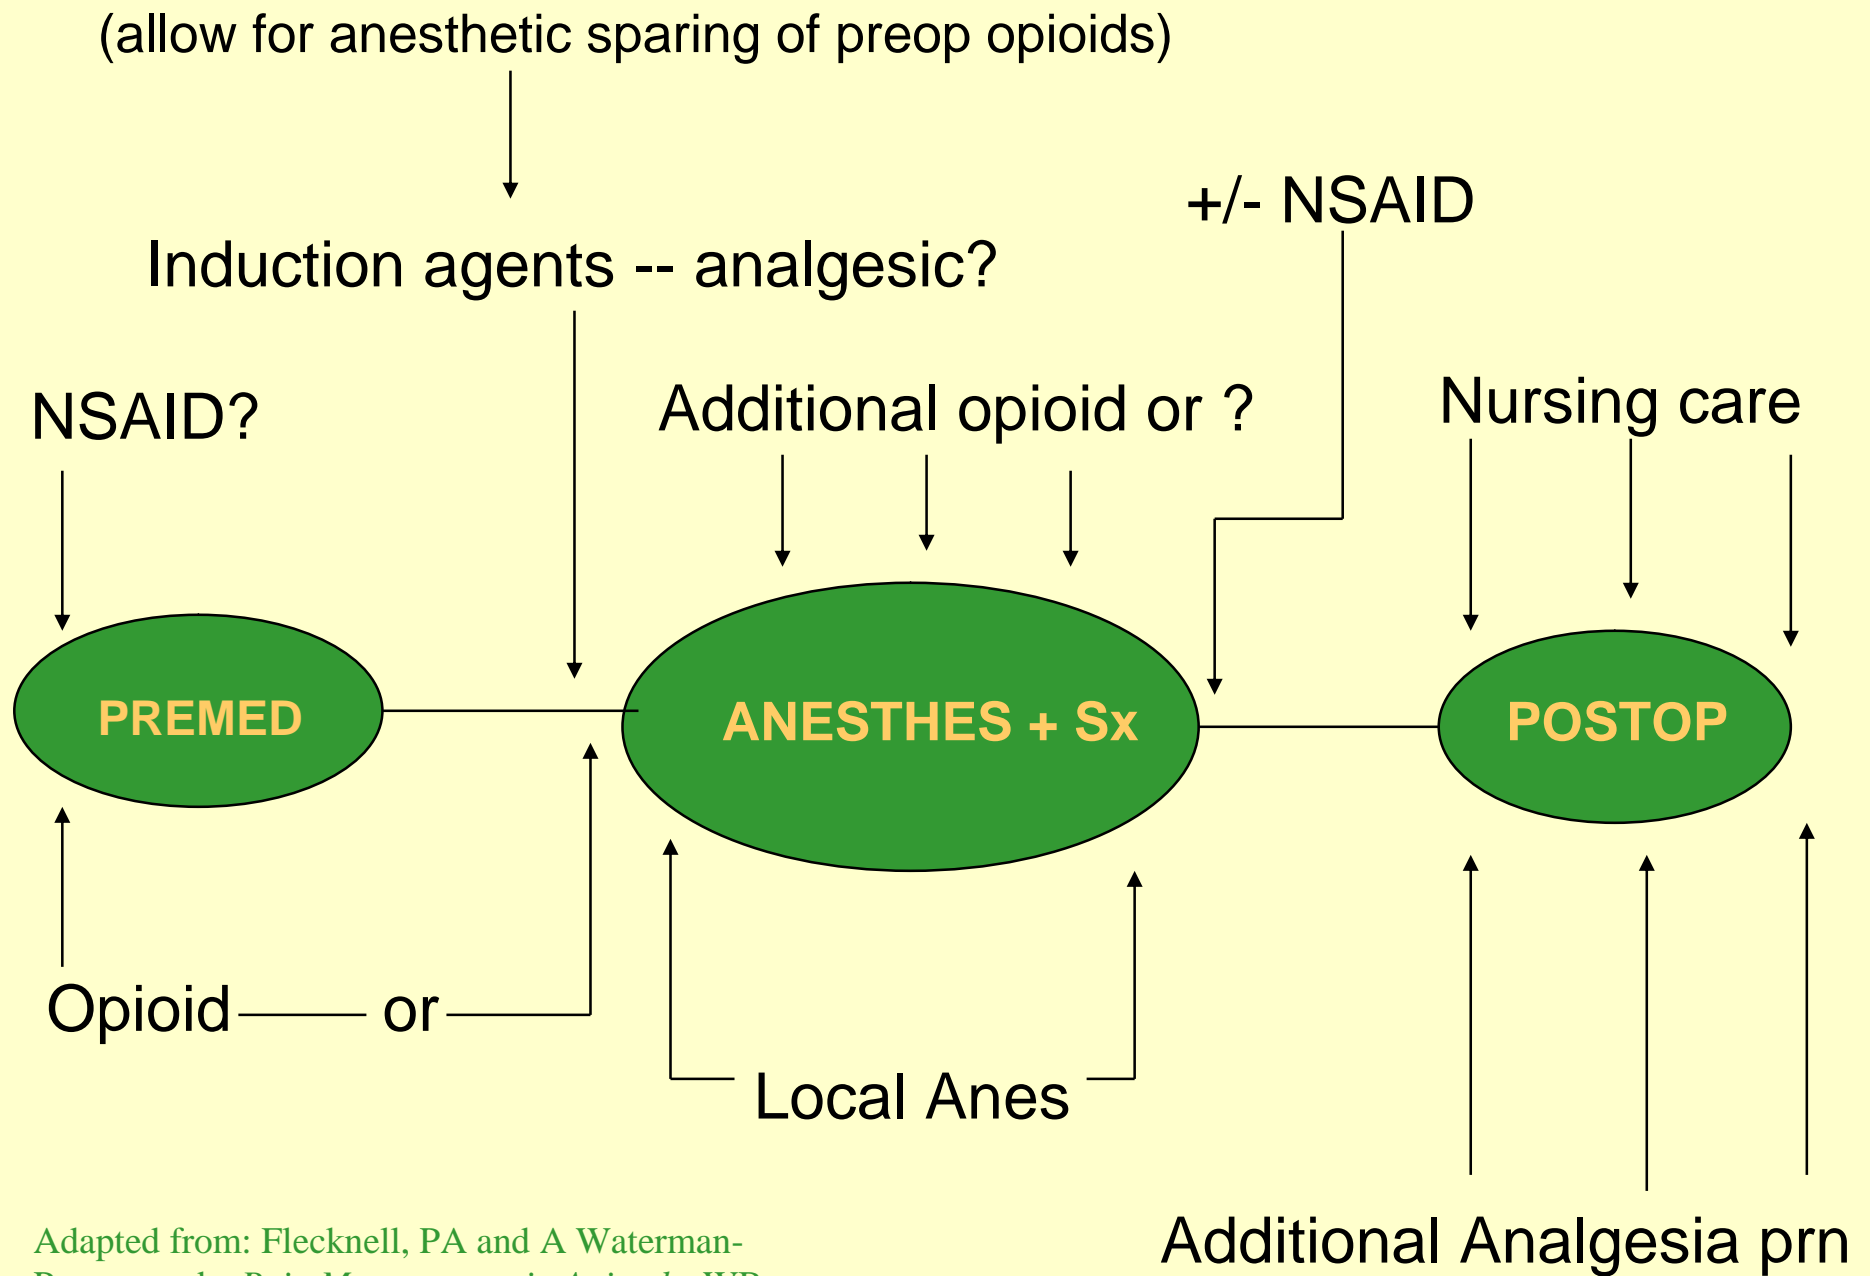 (allow for anesthetic sparing of preop opioids)
+/- NSAID
Induction agents -- analgesic?
NSAID?
Additional opioid or ?
Nursing care
PREMED
ANESTHES + Sx
POSTOP
Opioid or
Local Anes
Additional Analgesia prn
Adapted from: Flecknell, PA and A Waterman-